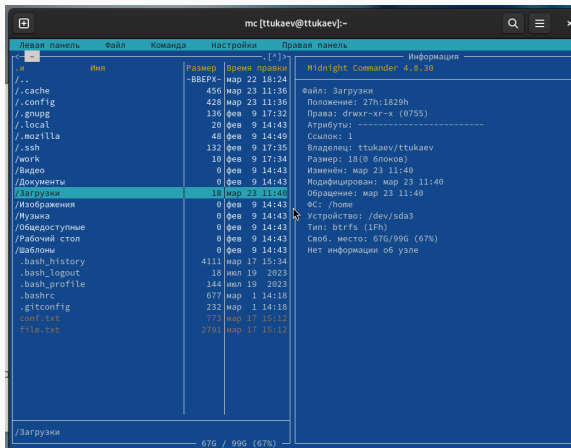 mc [ttukaev@ttukaev]:~
Левая панель Файл Команда Настройки Правая панель
<- ~ .[^]>
.и Имя Размер Время правки
/.. -ВВЕРХ- мар 22 18:24
/.cache 456 мар 23 11:36
/.config 428 мар 23 11:36
/.gnupg 136 фев 9 17:32
/.local 20 фев 9 14:43
/.mozilla 48 фев 9 14:49
/.ssh 132 фев 9 17:35
/work 10 фев 9 17:34
/Видео 0 фев 9 14:43
/Документы 0 фев 9 14:43
/Загрузки 18 мар 23 11:40
/Изображения 0 фев 9 14:43
/Музыка 0 фев 9 14:43
/Общедоступные 0 фев 9 14:43
/Рабочий стол 0 фев 9 14:43
/Шаблоны 0 фев 9 14:43
.bash_history 4111 мар 17 15:34
.bash_logout 18 июл 19 2023
.bash_profile 144 июл 19 2023
.bashrc 677 мар 1 14:18
.gitconfig 232 мар 1 14:18
conf.txt 773 мар 17 15:12
file.txt 2791 мар 17 15:12
/Загрузки
67G / 99G (67%)
Информация
Midnight Commander 4.8.30
Файл: Загрузки
Положение: 27h:1829h
Права: drwxr-xr-x (0755)
Атрибуты: ------------------------
Ссылок: 1
Владелец: ttukaev/ttukaev
Размер: 18(0 блоков)
Изменён: мар 23 11:40
Модифицирован: мар 23 11:40
Обращение: мар 23 11:40
ФС: /home
Устройство: /dev/sda3
Тип: btrfs (1Fh)
Своб. место: 67G/99G (67%)
Нет информации об узле